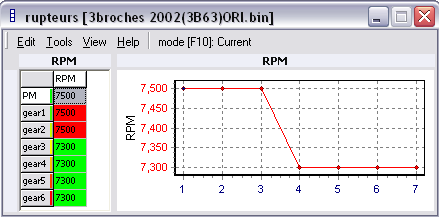 rupteurs [3broches 2002(3B63)ORI.bin]
Edit Tools View Help mode [F10]: Current
RPM RPM
RPM
PM 7500
gear1 7500
gear2 7500
gear3 7300
gear4 7300
gear5 7300
gear6 7300
RPM
7,500
7,450
7,400
7,350
7,300
1 2 3 4 5 6 7